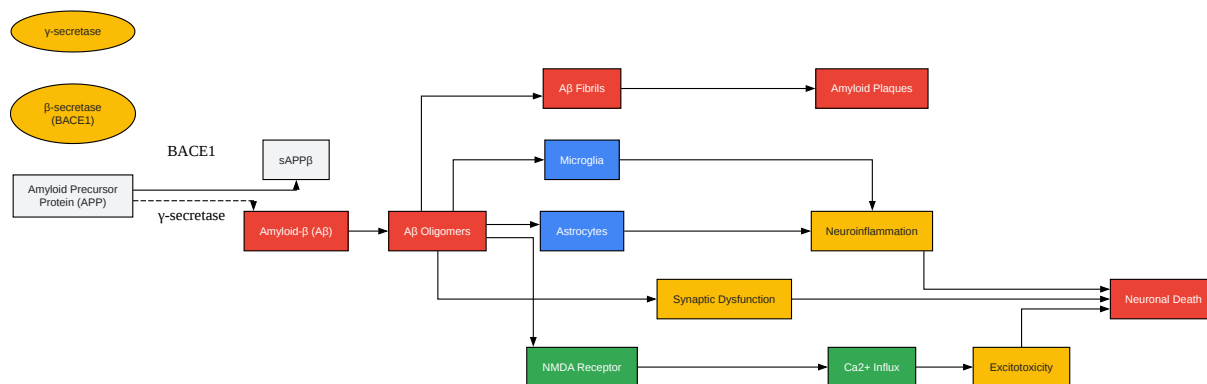 γ-secretase
β-secretase
(BACE1)
BACE1
sAPPβ
Amyloid Precursor
Protein (APP)
γ-secretase
Amyloid-β (Aβ)
Aβ Oligomers
Aβ Fibrils
Amyloid Plaques
Microglia
Astrocytes
Neuroinflammation
Synaptic Dysfunction
Neuronal Death
NMDA Receptor
Ca2+ Influx
Excitotoxicity